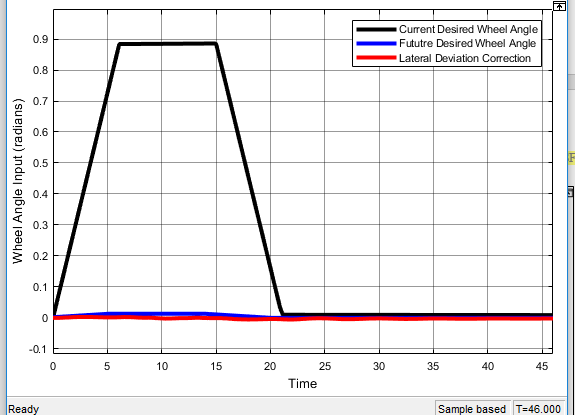 Current Desired Wheel Angle
Fututre Desired Wheel Angle
Lateral Deviation Correction
0.9
0.8
0.7
0.6
0.5
0.4
0.3
0.2
0.1
0
-0.1
Wheel Angle Input (radians)
0 5 10 15 20 25 30 35 40 45
Time
F
Ready Sample based T=46.000